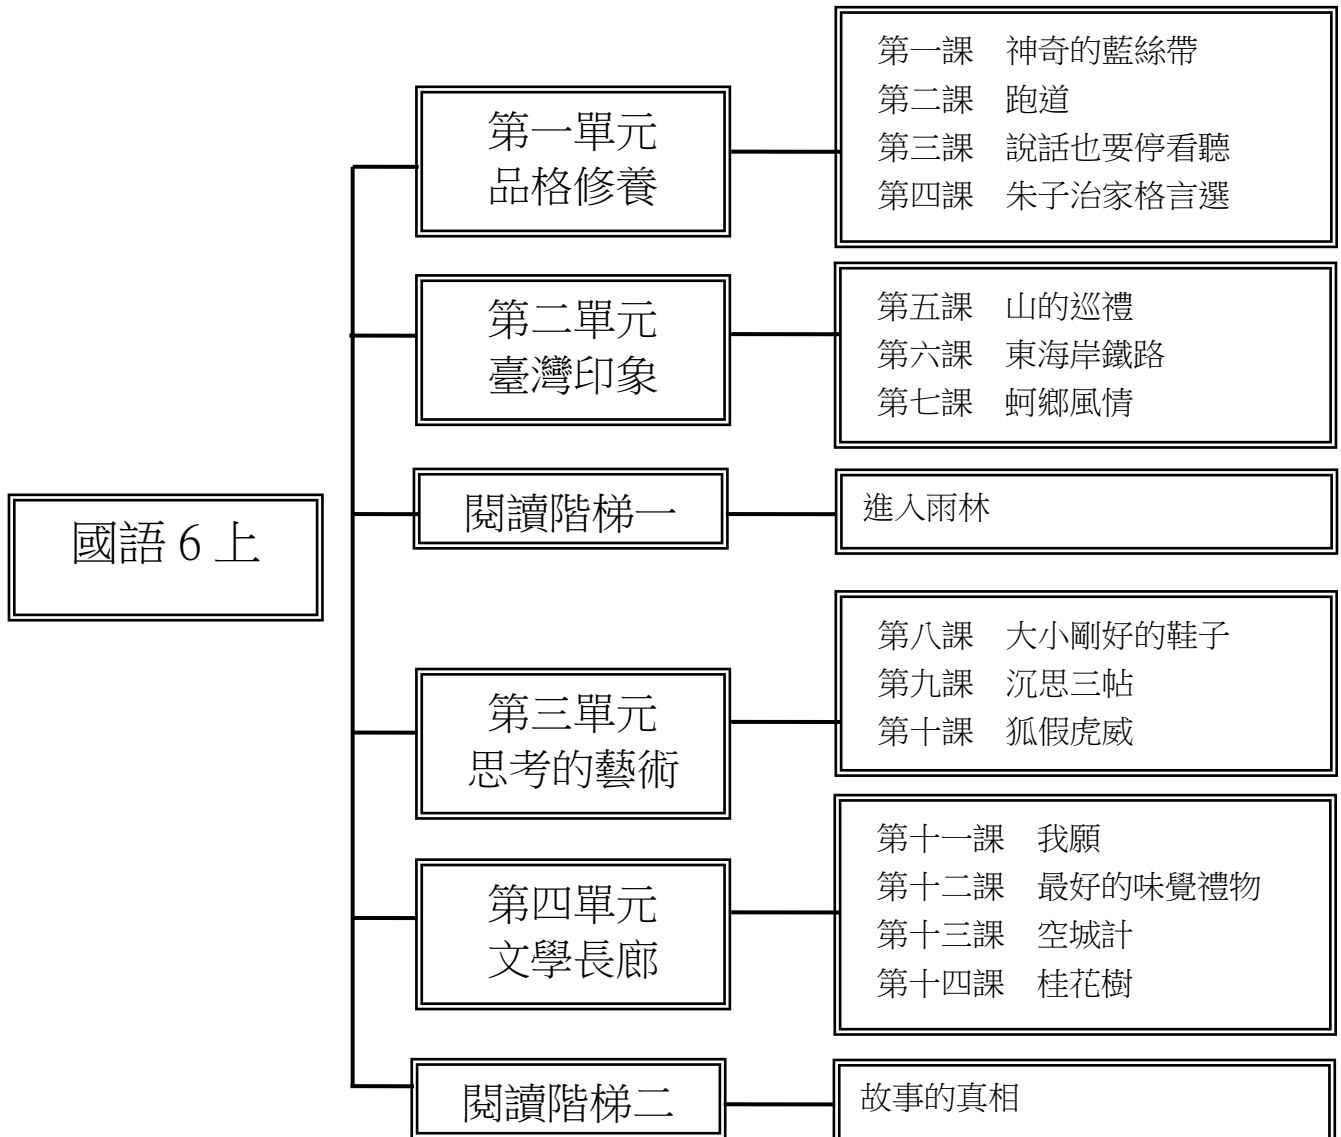 國語 6 上
第一單元
品格修養
第一課　神奇的藍絲帶
第二課　跑道
第三課　說話也要停看聽
第四課　朱子治家格言選
第二單元
臺灣印象
第五課　山的巡禮
第六課　東海岸鐵路
第七課　蚵鄉風情
閱讀階梯一
進入雨林
第三單元
思考的藝術
第八課　大小剛好的鞋子
第九課　沉思三帖
第十課　狐假虎威
第四單元
文學長廊
第十一課　我願
第十二課　最好的味覺禮物
第十三課　空城計
第十四課　桂花樹
閱讀階梯二
故事的真相